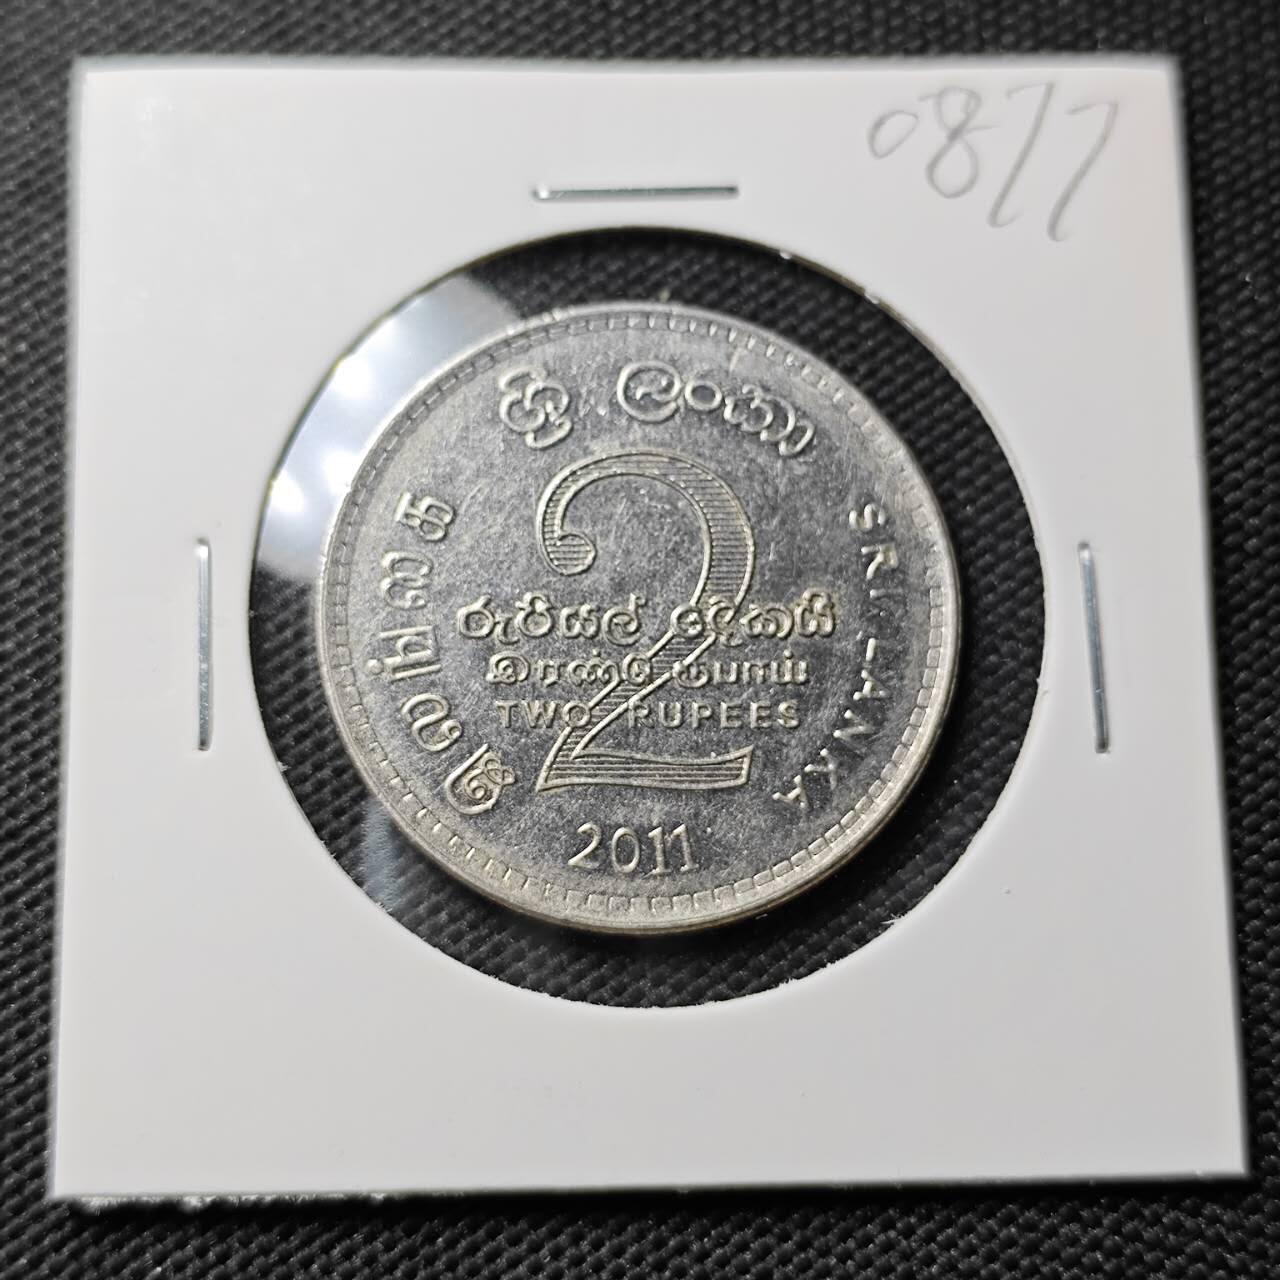 0877
ශ්‍රී ලංකා
இலங்கை
SRI LANKA
2
රුපියල් දෙකයි
இரண்டு ரூபாய்
TWO RUPEES
2011